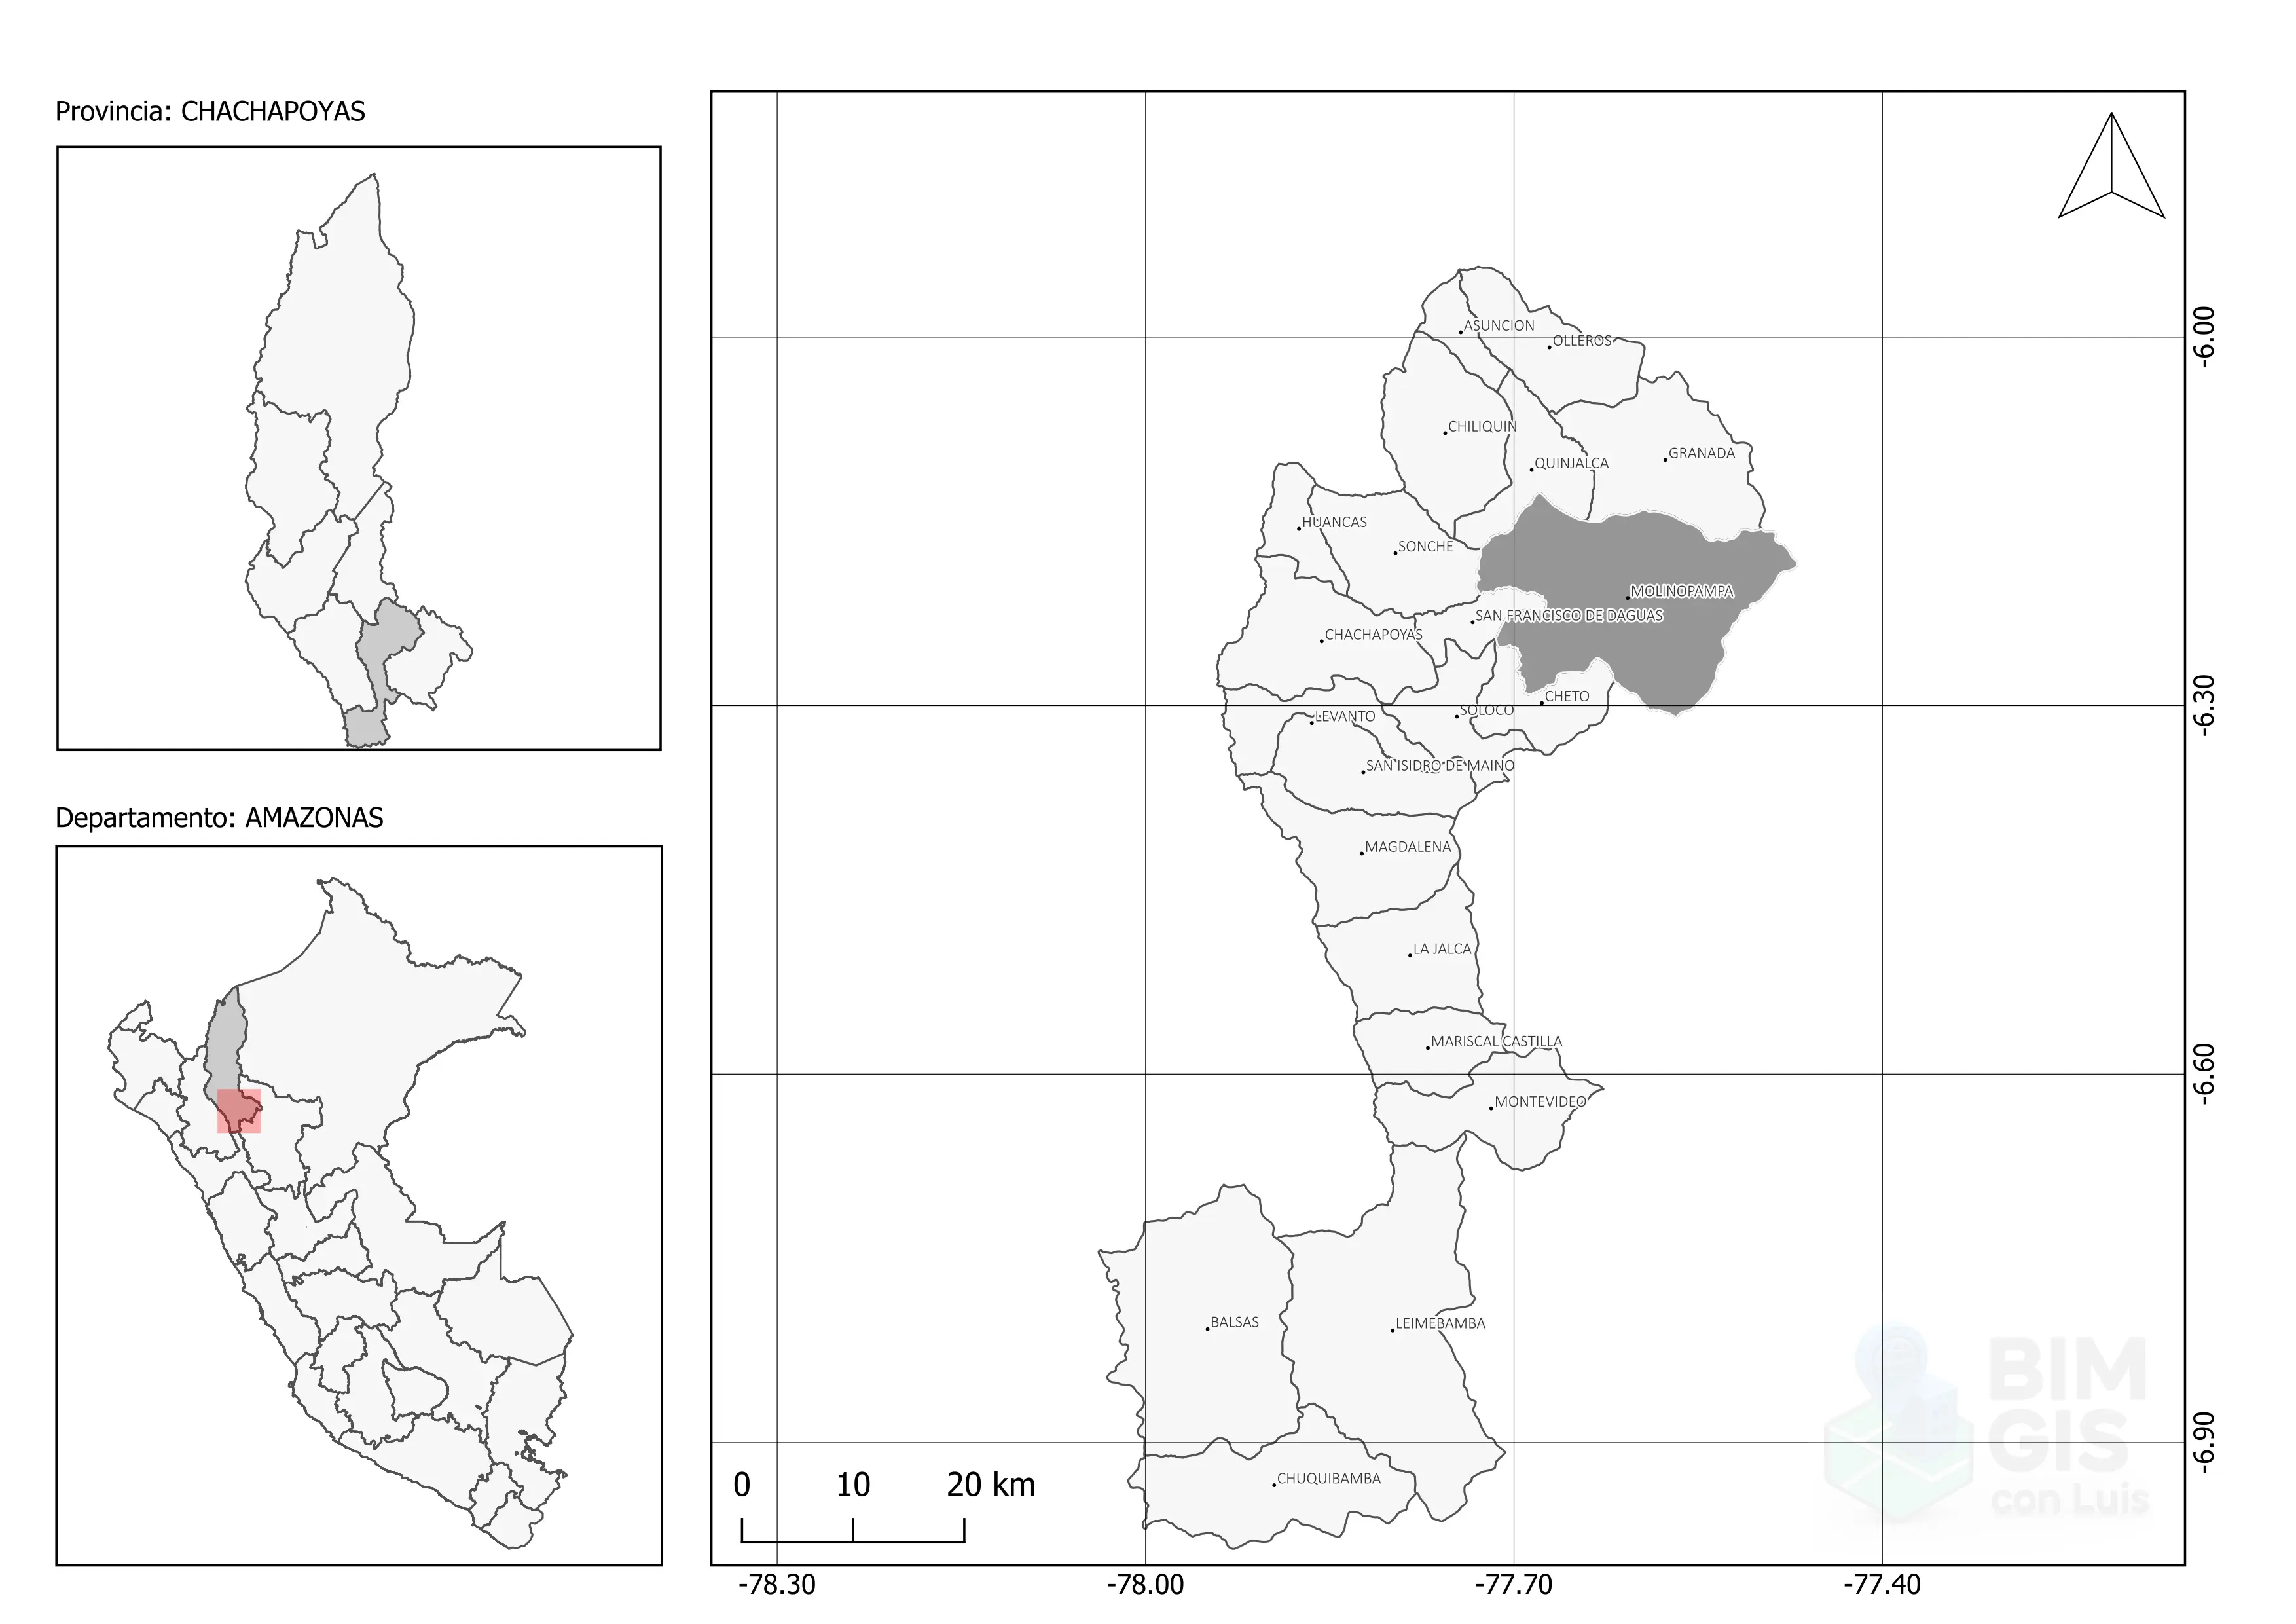 Provincia: CHACHAPOYAS
Departamento: AMAZONAS
ASUNCION
OLLEROS
CHILIQUIN
GRANADA
QUINJALCA
HUANCAS
SONCHE
MOLINOPAMPA
SAN FRANCISCO DE DAGUAS
CHACHAPOYAS
CHETO
SOLOCO
LEVANTO
SAN ISIDRO DE MAINO
MAGDALENA
LA JALCA
MARISCAL CASTILLA
MONTEVIDEO
BALSAS
LEIMEBAMBA
CHUQUIBAMBA
0 10 20 km
-78.30 -78.00 -77.70 -77.40
-6.00
-6.30
-6.60
-6.90
BIM
GIS
con Luis